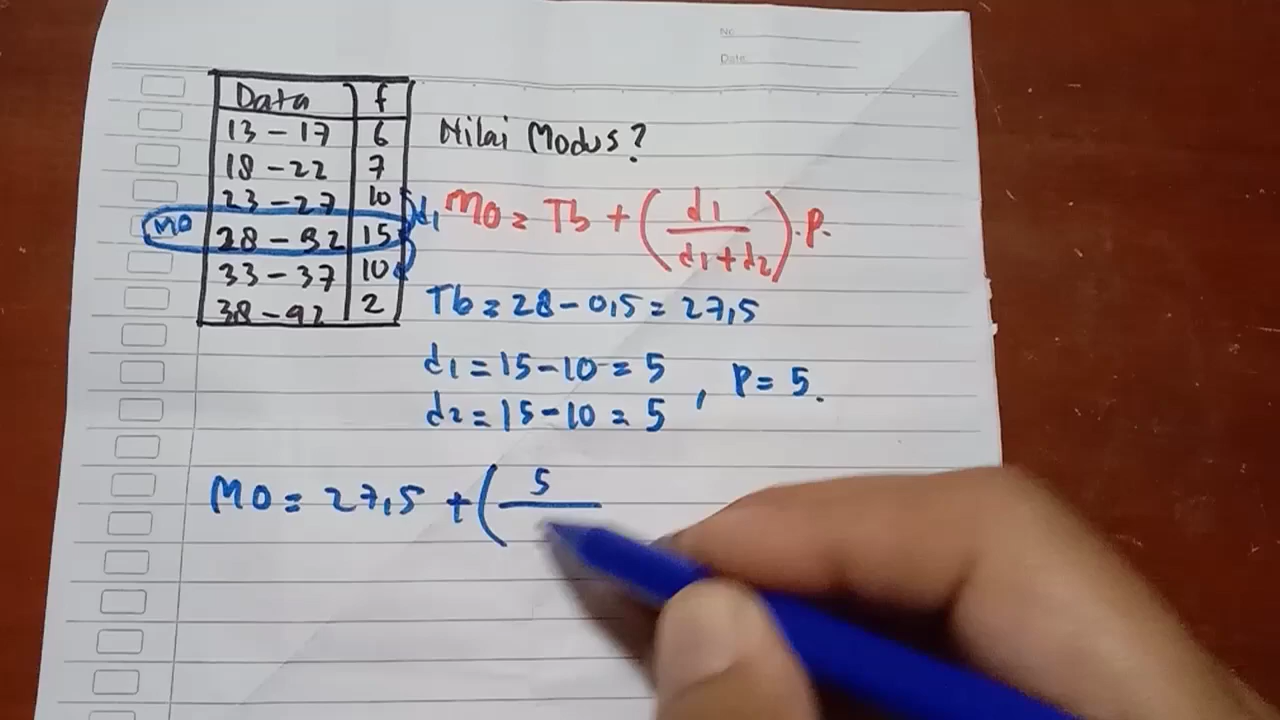 No
Date
Data f
13 - 17 6
18 - 22 7
23 - 27 10
Mo 28 - 32 15
33 - 37 10
38 - 42 2
Nilai Modus?
d1
Mo = Tb + (d1 / d1 + d2) . P.
Tb = 28 - 0,5 = 27,5
d1 = 15 - 10 = 5
d2 = 15 - 10 = 5 , P = 5.
Mo = 27,5 + ( 5